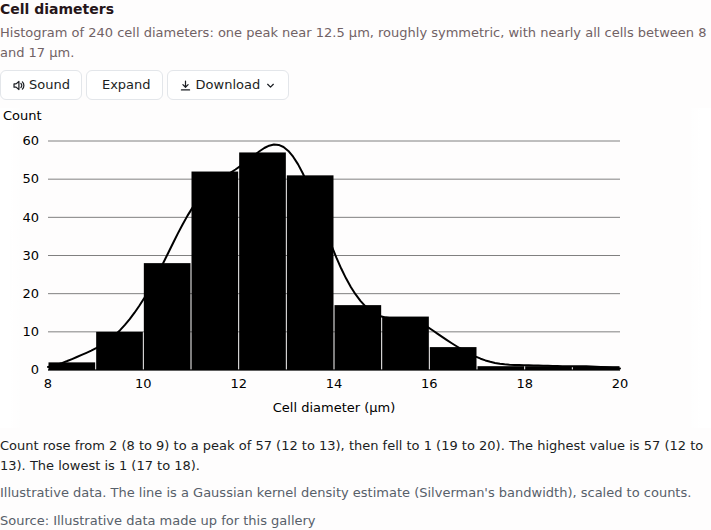 Cell diameters
Histogram of 240 cell diameters: one peak near 12.5 µm, roughly symmetric, with nearly all cells between 8
and 17 µm.
Sound Expand Download
Count
60
50
40
30
20
10
0
8 10 12 14 16 18 20
Cell diameter (µm)
Count rose from 2 (8 to 9) to a peak of 57 (12 to 13), then fell to 1 (19 to 20). The highest value is 57 (12 to
13). The lowest is 1 (17 to 18).
Illustrative data. The line is a Gaussian kernel density estimate (Silverman's bandwidth), scaled to counts.
Source: Illustrative data made up for this gallery